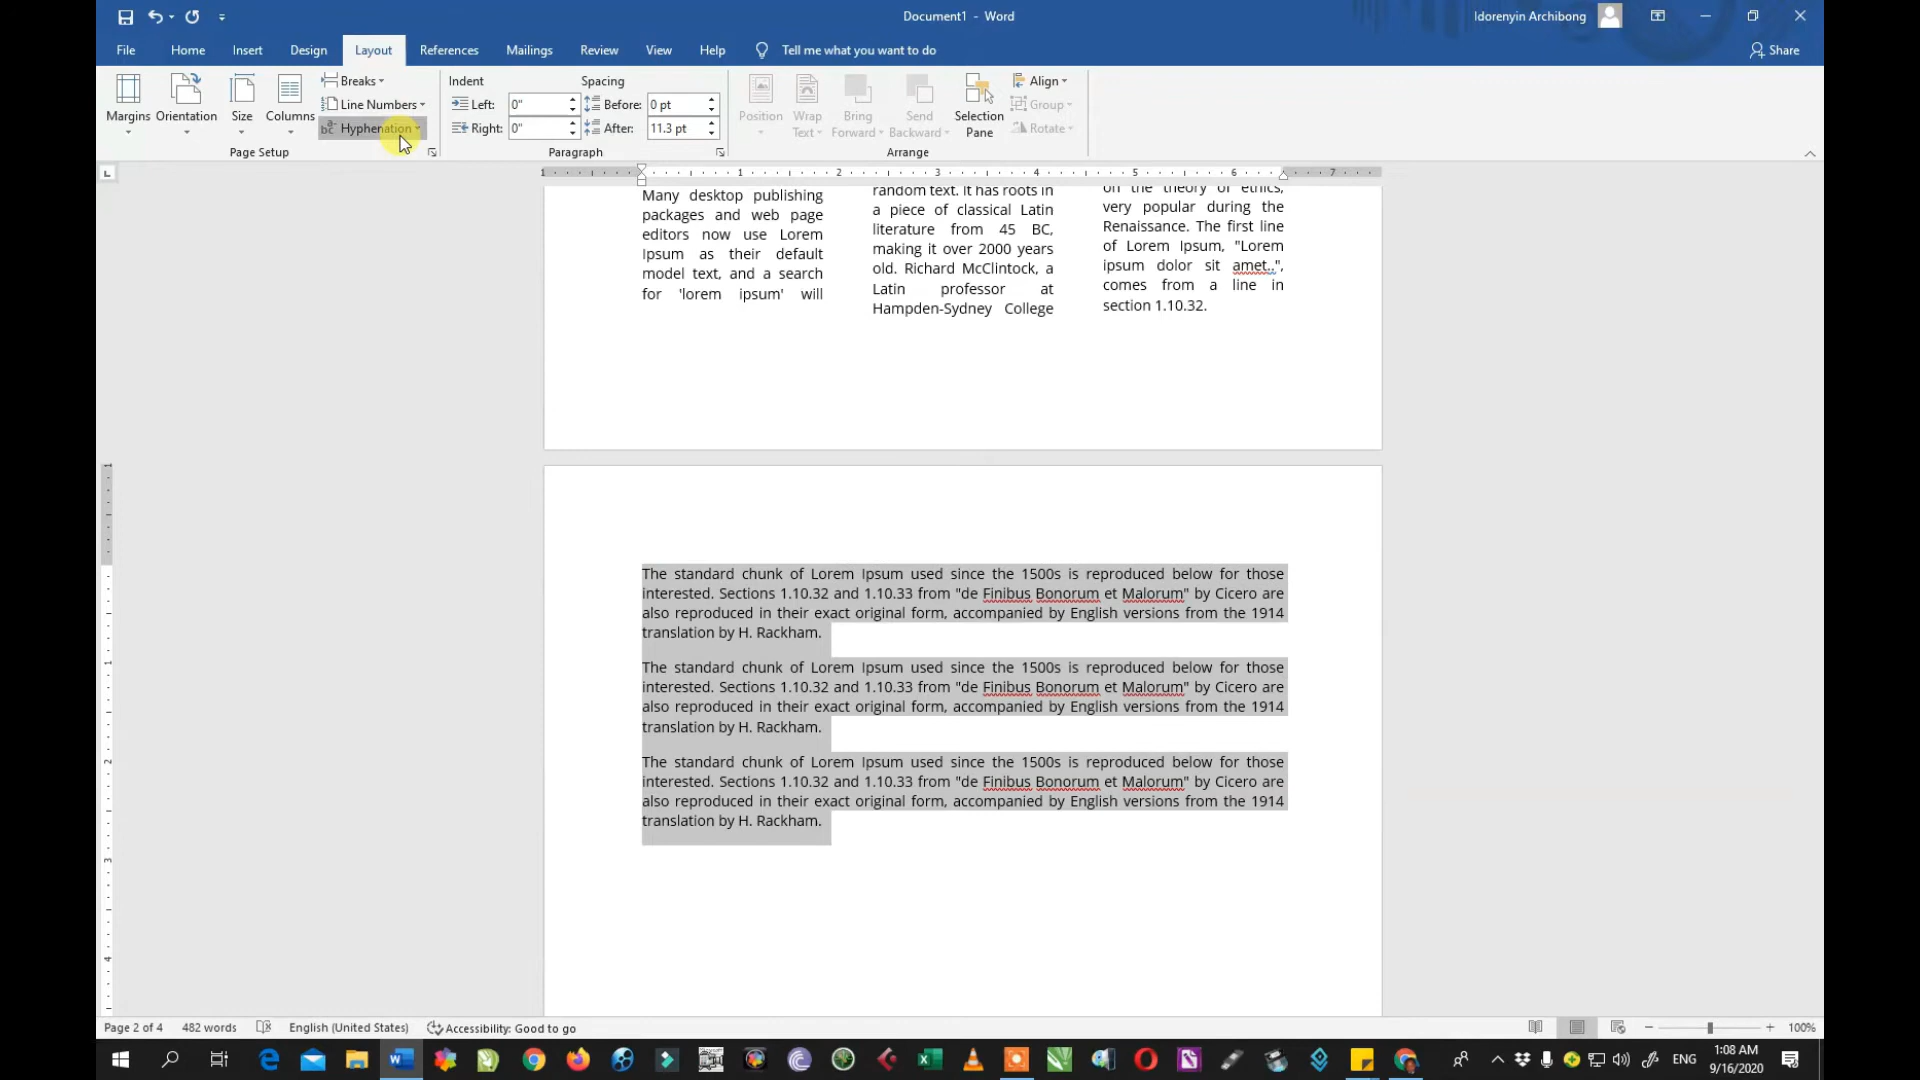 Document1 - Word
Idorenyin Archibong
File Home Insert Design Layout References Mailings Review View Help Tell me what you want to do Share
Margins
Orientation
Size
Columns
Breaks
Line Numbers
Hyphenation
Page Setup
Indent
Left: 0"
Right: 0"
Spacing
Before: 0 pt
After: 11.3 pt
Paragraph
Position
Wrap Text
Bring Forward
Send Backward
Selection Pane
Align
Group
Rotate
Arrange
1 1 2 3 4 5 6 7
Many desktop publishing
packages and web page
editors now use Lorem
Ipsum as their default
model text, and a search
for 'lorem ipsum' will
random text. It has roots in
a piece of classical Latin
literature from 45 BC,
making it over 2000 years
old. Richard McClintock, a
Latin professor at
Hampden-Sydney College
on the theory of ethics,
very popular during the
Renaissance. The first line
of Lorem Ipsum, "Lorem
ipsum dolor sit amet..",
comes from a line in
section 1.10.32.
The standard chunk of Lorem Ipsum used since the 1500s is reproduced below for those
interested. Sections 1.10.32 and 1.10.33 from "de Finibus Bonorum et Malorum" by Cicero are
also reproduced in their exact original form, accompanied by English versions from the 1914
translation by H. Rackham.
The standard chunk of Lorem Ipsum used since the 1500s is reproduced below for those
interested. Sections 1.10.32 and 1.10.33 from "de Finibus Bonorum et Malorum" by Cicero are
also reproduced in their exact original form, accompanied by English versions from the 1914
translation by H. Rackham.
The standard chunk of Lorem Ipsum used since the 1500s is reproduced below for those
interested. Sections 1.10.32 and 1.10.33 from "de Finibus Bonorum et Malorum" by Cicero are
also reproduced in their exact original form, accompanied by English versions from the 1914
translation by H. Rackham.
Page 2 of 4 482 words English (United States) Accessibility: Good to go 100%
ENG
1:08 AM
9/16/2020